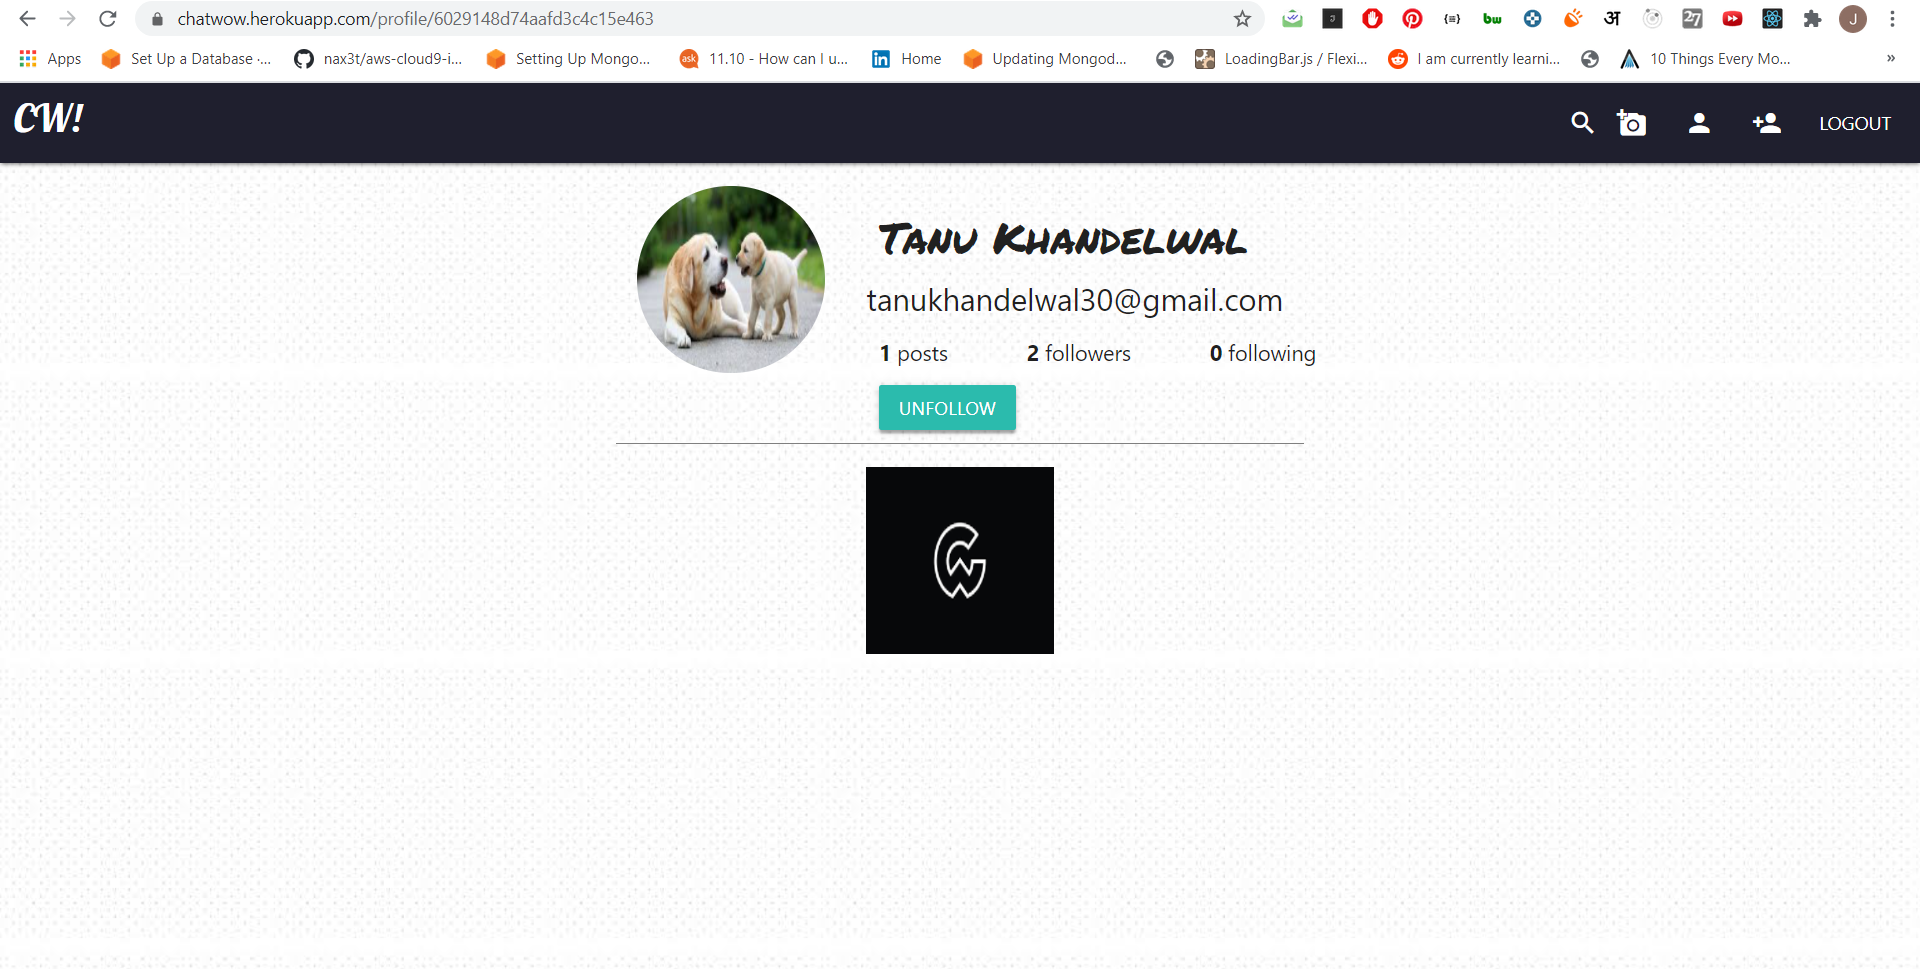 chatwow.herokuapp.com/profile/6029148d74aafd3c4c15e463
Apps Set Up a Database ·... nax3t/aws-cloud9-i... Setting Up Mongo... ask 11.10 - How can I u... Home Updating Mongod... LoadingBar.js / Flexi... I am currently learni... 10 Things Every Mo... »
CW! LOGOUT
Tanu Khandelwal
tanukhandelwal30@gmail.com
1 posts 2 followers 0 following
UNFOLLOW